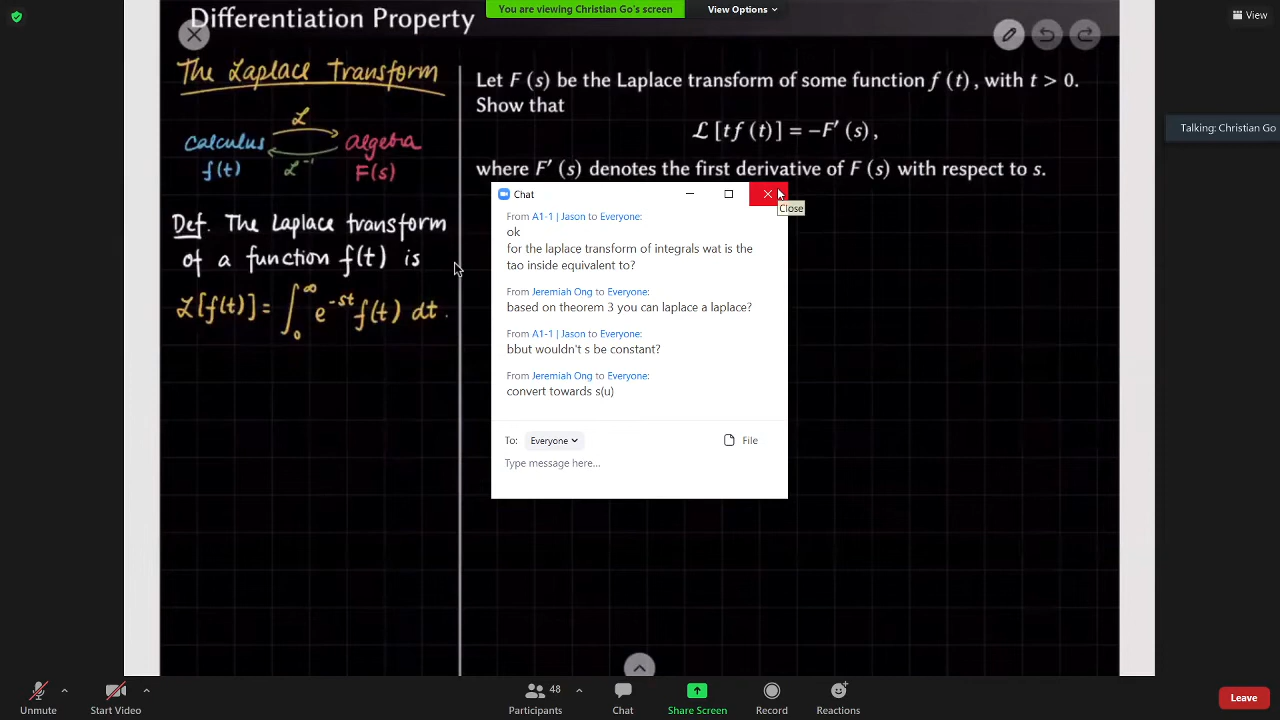 Differentiation Property
You are viewing Christian Go's screen
View Options
View
The Laplace Transform
ℒ
calculus
algebra
f(t)
ℒ⁻¹
F(s)
Def. The Laplace transform
of a function f(t) is
ℒ[f(t)] = ∫₀^∞ e^{-st} f(t) dt.
Let F (s) be the Laplace transform of some function f (t), with t > 0.
Show that
ℒ [tf (t)] = −F′ (s),
where F′ (s) denotes the first derivative of F (s) with respect to s.
Talking: Christian Go
Chat
Close
From A1-1 | Jason to Everyone:
ok
for the laplace transform of integrals wat is the
tao inside equivalent to?
From Jeremiah Ong to Everyone:
based on theorem 3 you can laplace a laplace?
From A1-1 | Jason to Everyone:
bbut wouldn't s be constant?
From Jeremiah Ong to Everyone:
convert towards s(u)
To: Everyone
File
Type message here...
Unmute
Start Video
48
Participants
Chat
Share Screen
Record
Reactions
Leave